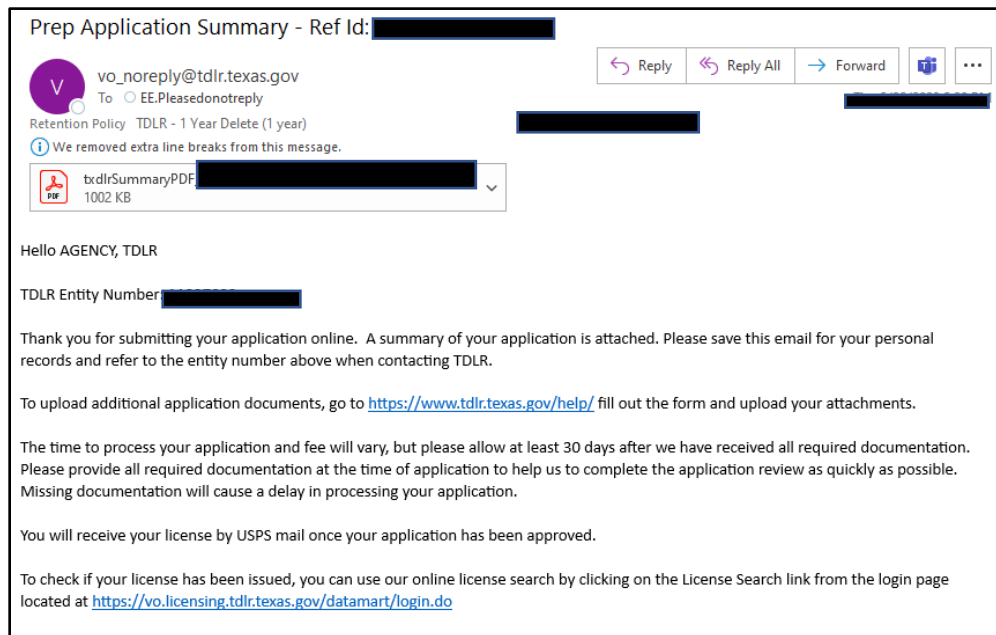 Prep Application Summary - Ref Id:
Reply
Reply All
Forward
V
vo_noreply@tdlr.texas.gov
To EE.Pleasedonotreply
Retention Policy TDLR - 1 Year Delete (1 year)
We removed extra line breaks from this message.
PDF
txdlrSummaryPDF
1002 KB
Hello AGENCY, TDLR
TDLR Entity Number:
Thank you for submitting your application online.  A summary of your application is attached. Please save this email for your personal
records and refer to the entity number above when contacting TDLR.
To upload additional application documents, go to https://www.tdlr.texas.gov/help/ fill out the form and upload your attachments.
The time to process your application and fee will vary, but please allow at least 30 days after we have received all required documentation.
Please provide all required documentation at the time of application to help us to complete the application review as quickly as possible.
Missing documentation will cause a delay in processing your application.
You will receive your license by USPS mail once your application has been approved.
To check if your license has been issued, you can use our online license search by clicking on the License Search link from the login page
located at https://vo.licensing.tdlr.texas.gov/datamart/login.do